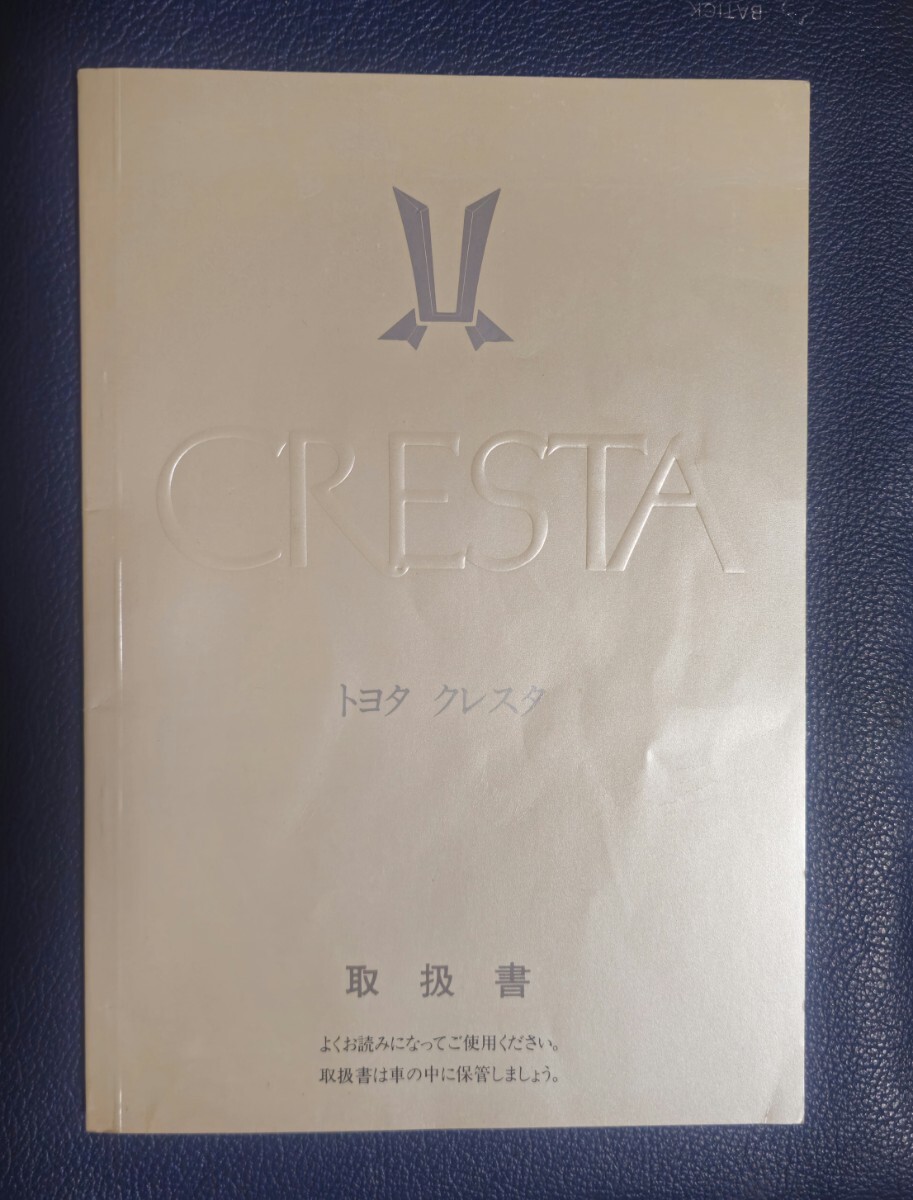 BATICK
CRESTA
トヨタ クレスタ
取扱書
よくお読みになってご使用ください。
取扱書は車の中に保管しましょう。